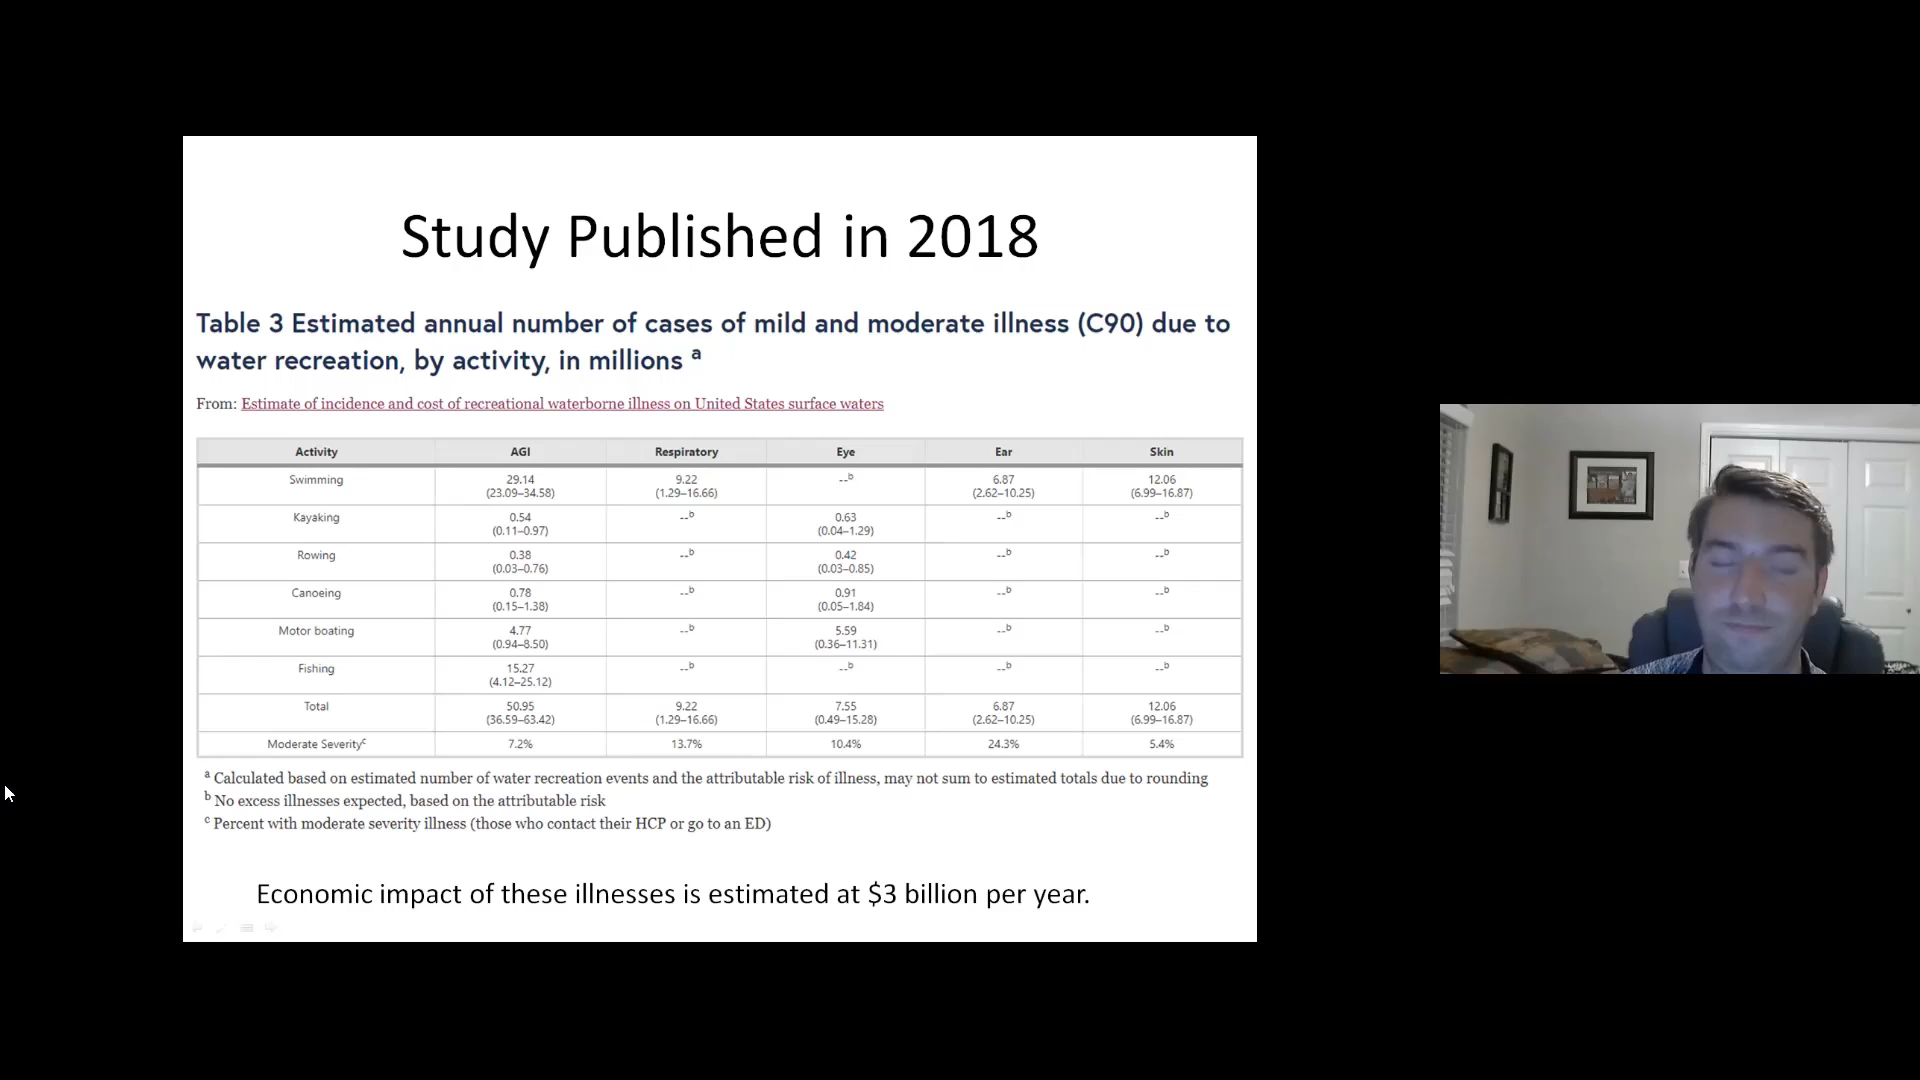 Study Published in 2018
Table 3 Estimated annual number of cases of mild and moderate illness (C90) due to
water recreation, by activity, in millions a
From: Estimate of incidence and cost of recreational waterborne illness on United States surface waters
Activity AGI Respiratory Eye Ear Skin
Swimming 29.14 9.22 --b 6.87 12.06
(23.09–34.58) (1.29–16.66) (2.62–10.25) (6.99–16.87)
Kayaking 0.54 --b 0.63 --b --b
(0.11–0.97) (0.04–1.29)
Rowing 0.38 --b 0.42 --b --b
(0.03–0.76) (0.03–0.85)
Canoeing 0.78 --b 0.91 --b --b
(0.15–1.38) (0.05–1.84)
Motor boating 4.77 --b 5.59 --b --b
(0.94–8.50) (0.36–11.31)
Fishing 15.27 --b --b --b --b
(4.12–25.12)
Total 50.95 9.22 7.55 6.87 12.06
(36.59–63.42) (1.29–16.66) (0.49–15.28) (2.62–10.25) (6.99–16.87)
Moderate Severityc 7.2% 13.7% 10.4% 24.3% 5.4%
a Calculated based on estimated number of water recreation events and the attributable risk of illness, may not sum to estimated totals due to rounding
b No excess illnesses expected, based on the attributable risk
c Percent with moderate severity illness (those who contact their HCP or go to an ED)
Economic impact of these illnesses is estimated at $3 billion per year.